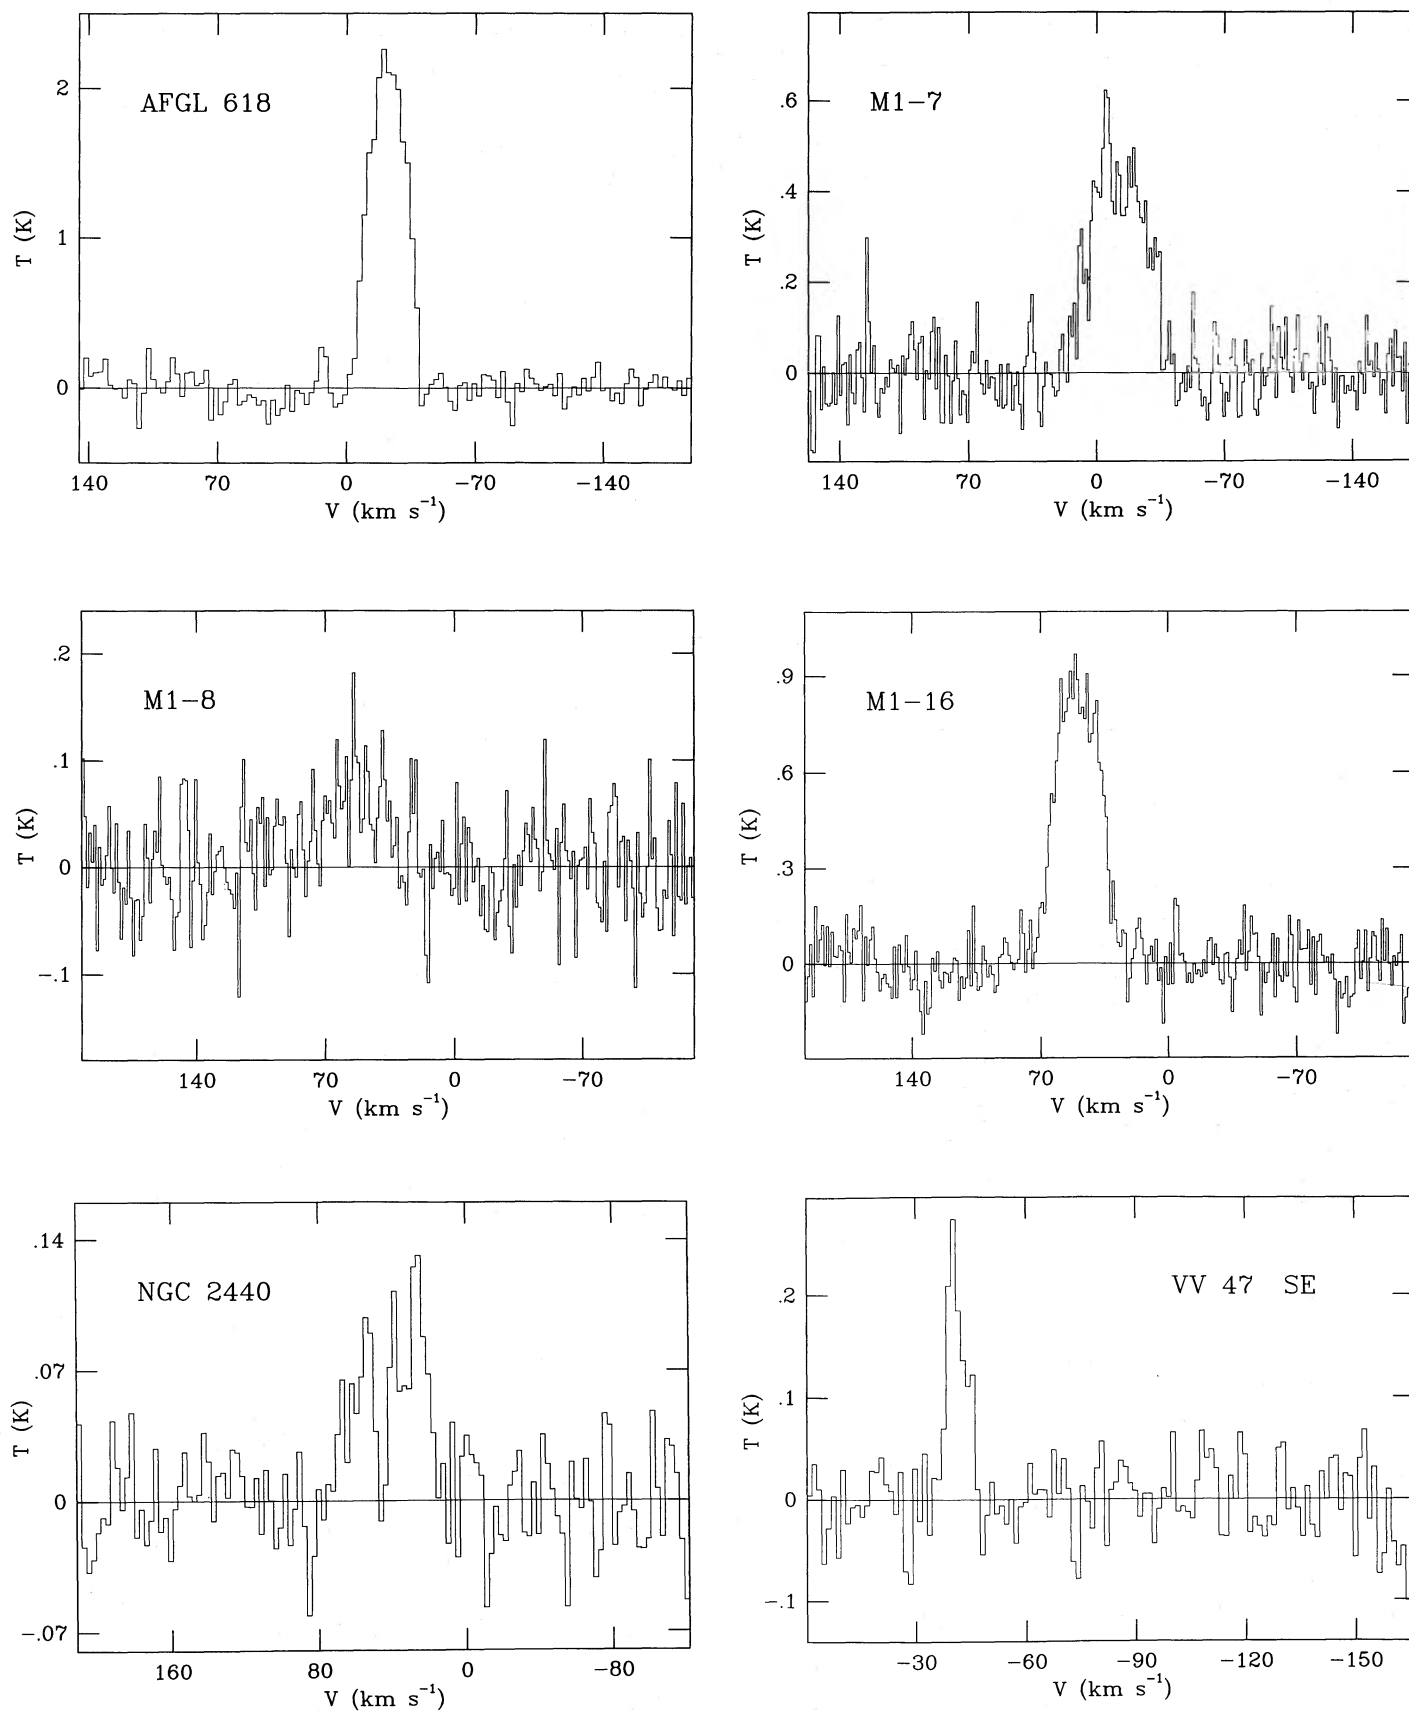 AFGL 618
2
1
0
T (K)
140 70 0 −70 −140
V (km s⁻¹)
M1−7
.6
.4
.2
0
T (K)
140 70 0 −70 −140
V (km s⁻¹)
M1−8
.2
.1
0
−.1
T (K)
140 70 0 −70
V (km s⁻¹)
M1−16
.9
.6
.3
0
T (K)
140 70 0 −70
V (km s⁻¹)
NGC 2440
.14
.07
0
−.07
T (K)
160 80 0 −80
V (km s⁻¹)
VV 47 SE
.2
.1
0
−.1
T (K)
−30 −60 −90 −120 −150
V (km s⁻¹)